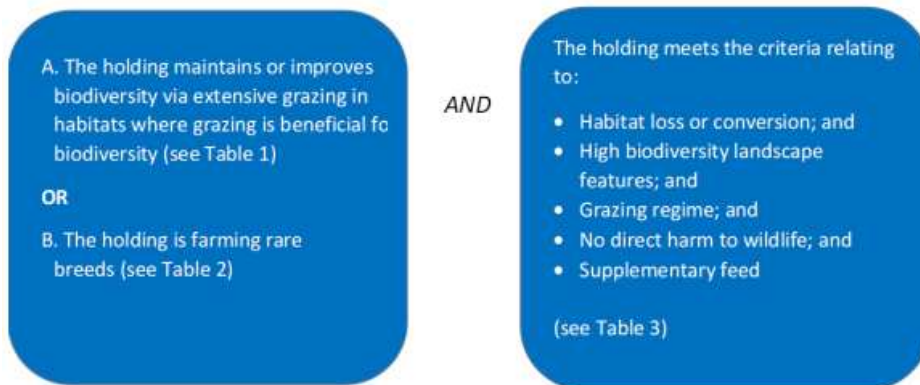 A. The holding maintains or improves
biodiversity via extensive grazing in
habitats where grazing is beneficial fo
biodiversity (see Table 1)
OR
B. The holding is farming rare
breeds (see Table 2)
AND
The holding meets the criteria relating
to:
• Habitat loss or conversion; and
• High biodiversity landscape
features; and
• Grazing regime; and
• No direct harm to wildlife; and
• Supplementary feed
(see Table 3)